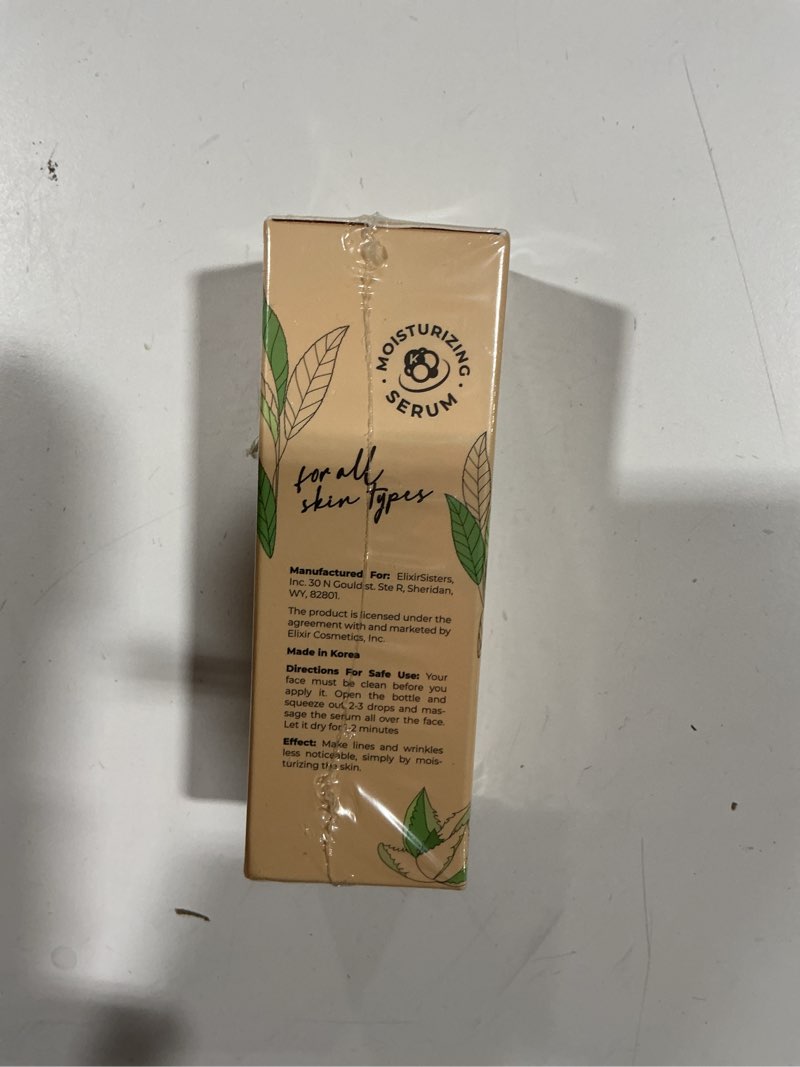 MOISTURIZING
K8
SERUM
for all
skin types
Manufactured For: ElixirSisters,
Inc. 30 N Gould st. Ste R, Sheridan,
WY, 82801.
The product is licensed under the
agreement with and marketed by
Elixir Cosmetics, Inc.
Made in Korea
Directions For Safe Use: Your
face must be clean before you
apply it. Open the bottle and
squeeze out 2-3 drops and mas-
sage the serum all over the face.
Let it dry for 1-2 minutes
Effect: Make lines and wrinkles
less noticeable, simply by mois-
turizing the skin.